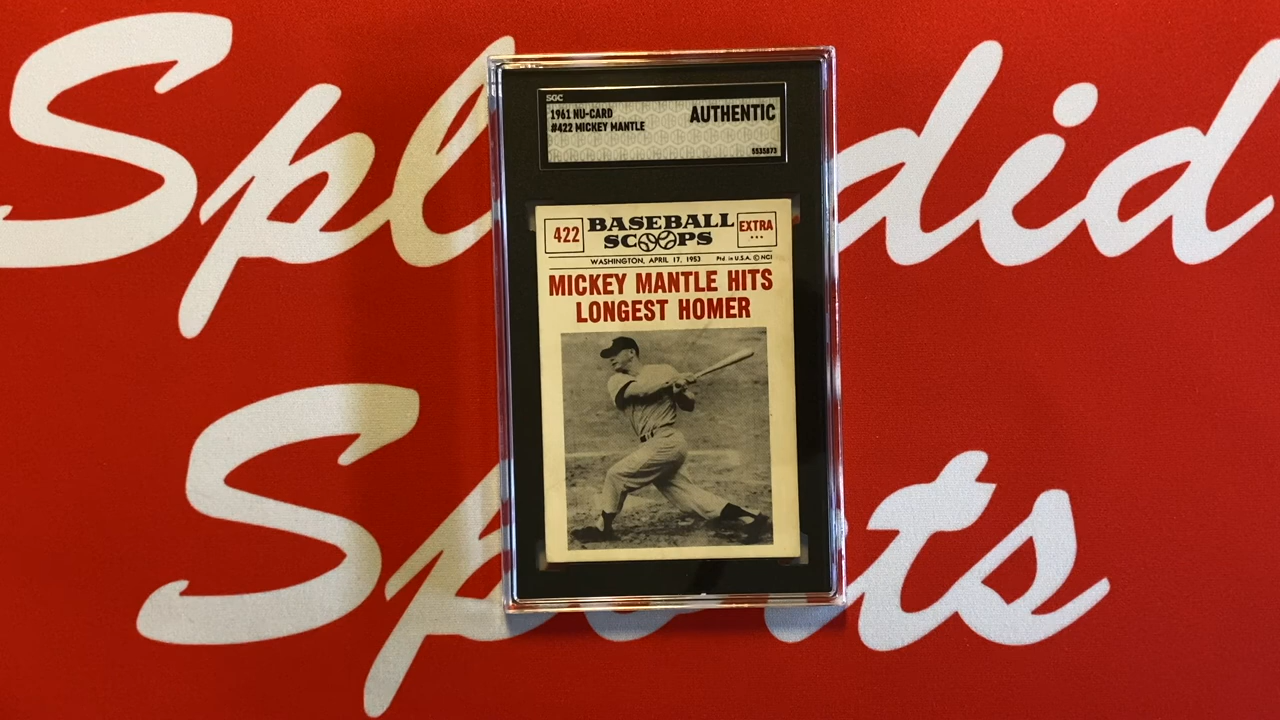 Splendid
Sports
SGC
1961 NU-CARD
#422 MICKEY MANTLE
AUTHENTIC
5535873
422
BASEBALL
SCOOPS
EXTRA
WASHINGTON, APRIL 17, 1953
Ptd. in U.S.A. © NCI
MICKEY MANTLE HITS
LONGEST HOMER